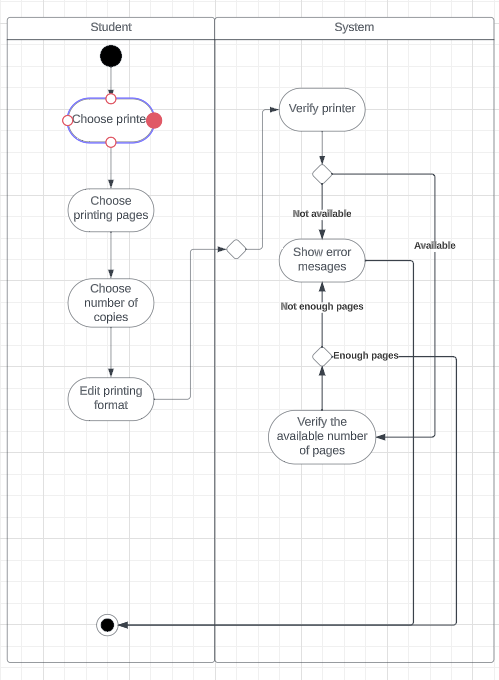 Student
System
Choose printe
Choose
printing pages
Choose
number of
copies
Edit printing
format
Verify printer
Not available
Available
Show error
mesages
Not enough pages
Enough pages
Verify the
available number
of pages